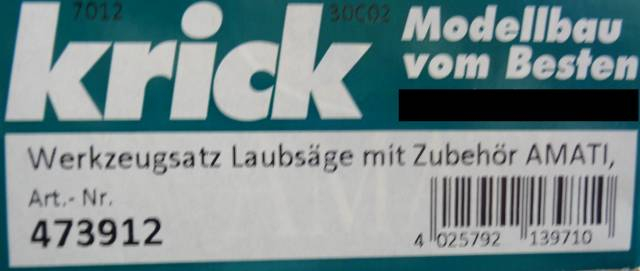 7012 30C02
krick Modellbau
vom Besten
Werkzeugsatz Laubsäge mit Zubehör AMATI,
Art.- Nr.
473912
4 025792 139710